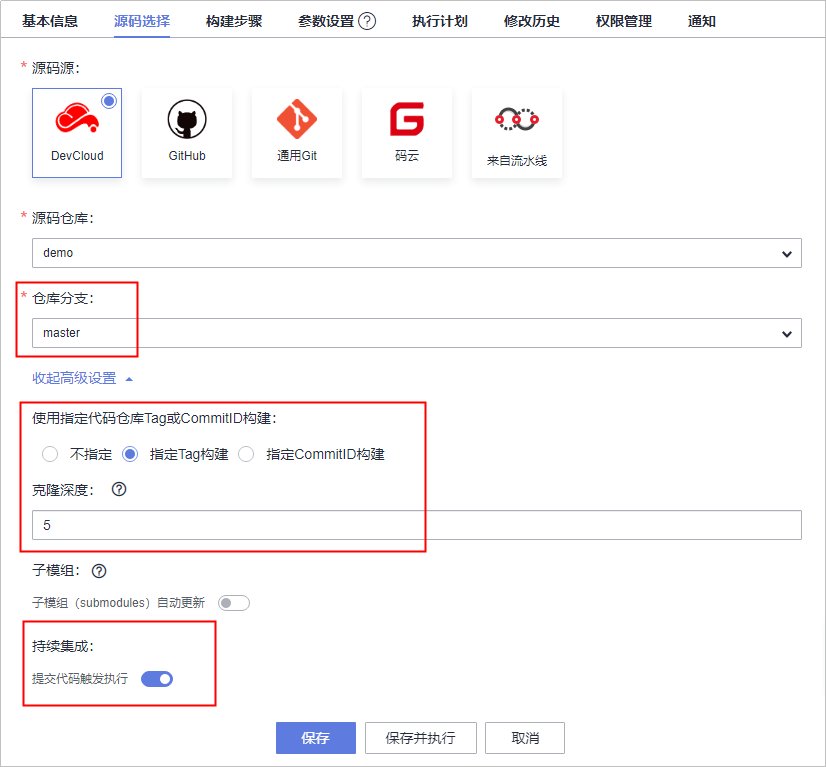 基本信息 源码选择 构建步骤 参数设置 ? 执行计划 修改历史 权限管理 通知
* 源码源：
DevCloud GitHub 通用Git 码云 来自流水线
* 源码仓库：
demo
* 仓库分支：
master
收起高级设置
使用指定代码仓库Tag或CommitID构建：
不指定 指定Tag构建 指定CommitID构建
克隆深度： ?
5
子模组： ?
子模组（submodules）自动更新
持续集成：
提交代码触发执行
保存 保存并执行 取消